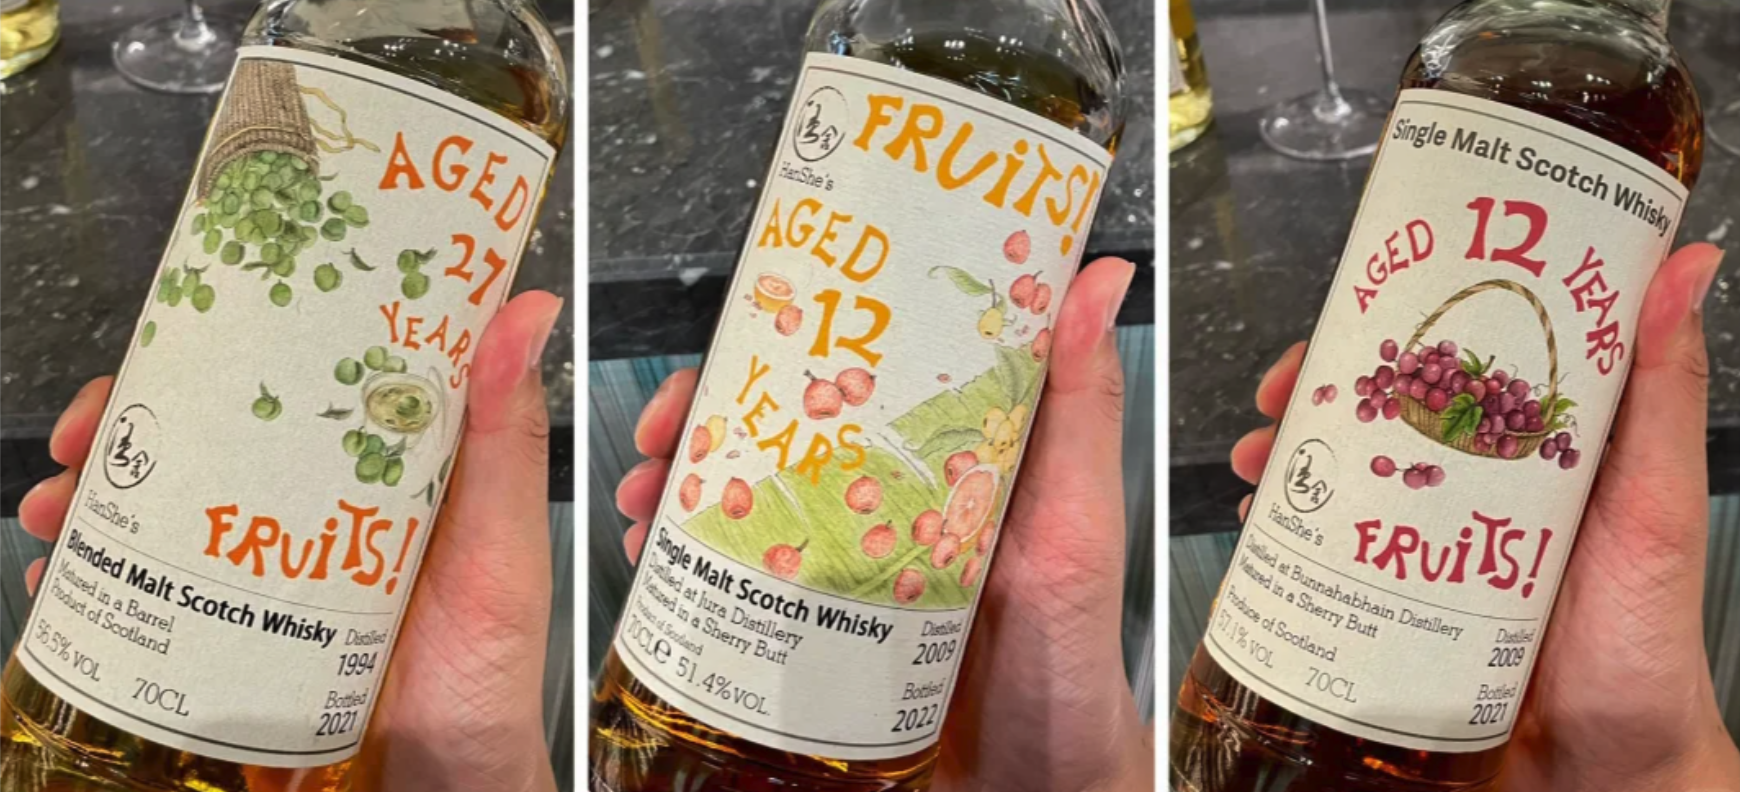 AGED
27
YEARS
HanShe's
FRUiTS!
Blended Malt Scotch Whisky
Matured in a Barrel
Product of Scotland
56.5% VOL
70CL
Distilled
1994
Bottled
2021
FRUiTS!
HanShe's
AGED
12
YEARS
Single Malt Scotch Whisky
Distilled at Jura Distillery
Matured in a Sherry Butt
Product of Scotland
70CLe 51.4%VOL.
Distilled
2009
Bottled
2022
Single Malt Scotch Whisky
AGED 12 YEARS
HanShe's
FRUiTS!
Distilled at Bunnahabhain Distillery
Matured in a Sherry Butt
Produce of Scotland
57.1% VOL
70CL
Distilled
2009
Bottled
2021